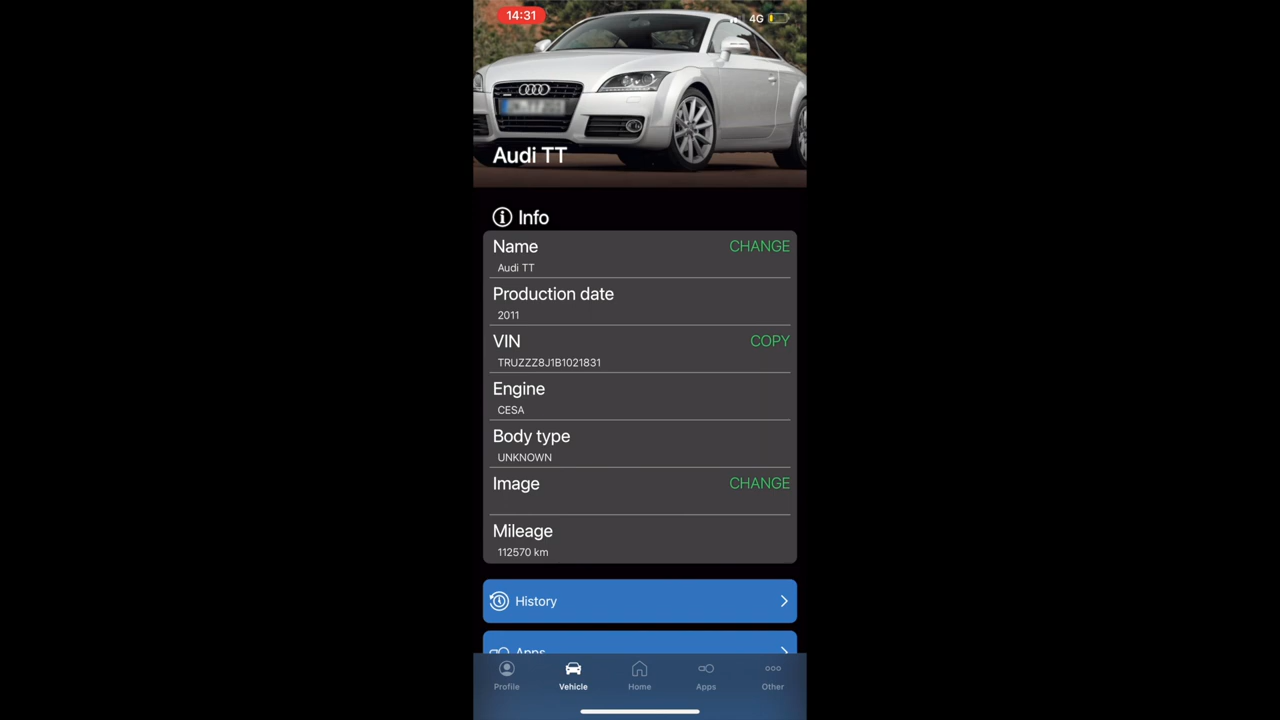 14:31
4G
Audi TT
Info
Name CHANGE
Audi TT
Production date
2011
VIN COPY
TRUZZZ8J1B1021831
Engine
CESA
Body type
UNKNOWN
Image CHANGE
Mileage
112570 km
History
Apps
Profile Vehicle Home Apps Other